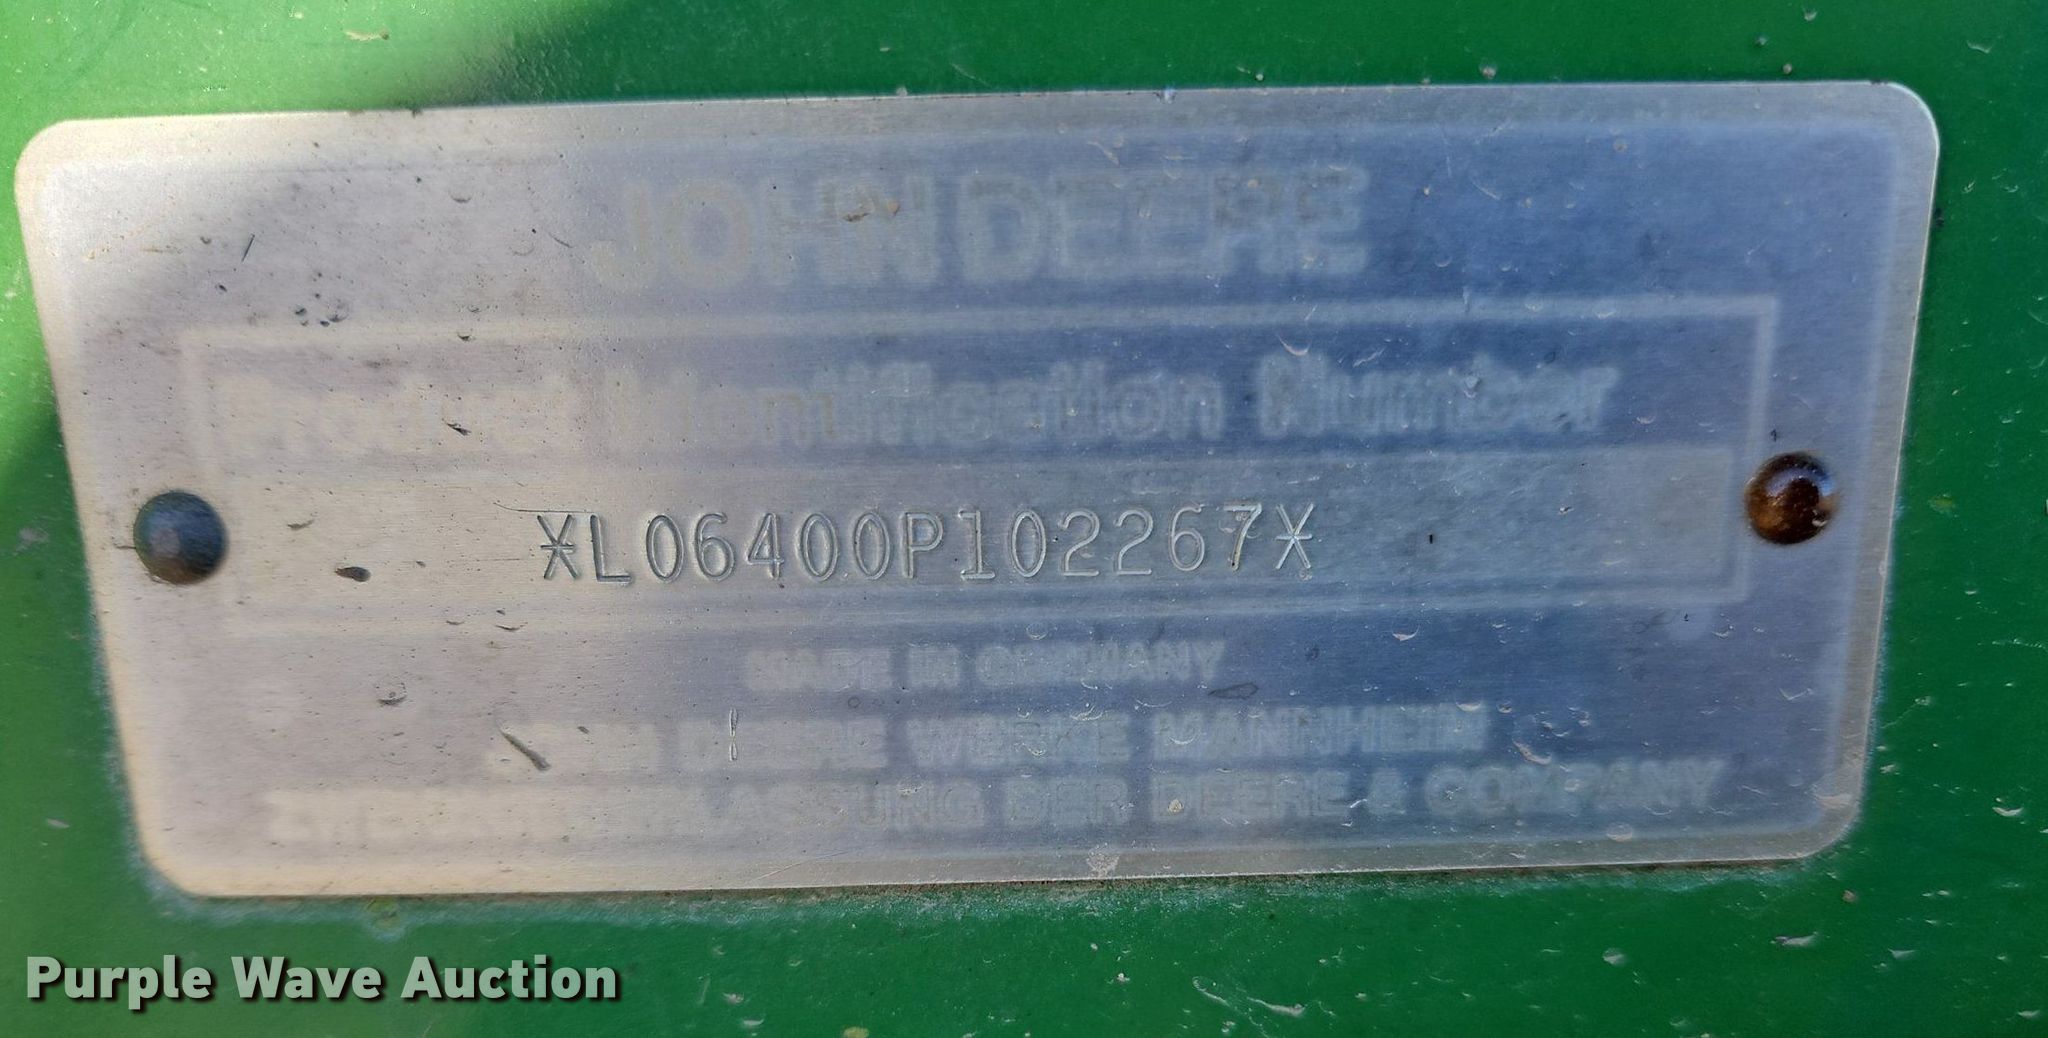 JOHN DEERE
Product Identification Number
*L06400P102267*
MADE IN GERMANY
JOHN DEERE WERKE MANNHEIM
ZWEIGNIEDERLASSUNG DER DEERE & COMPANY
Purple Wave Auction